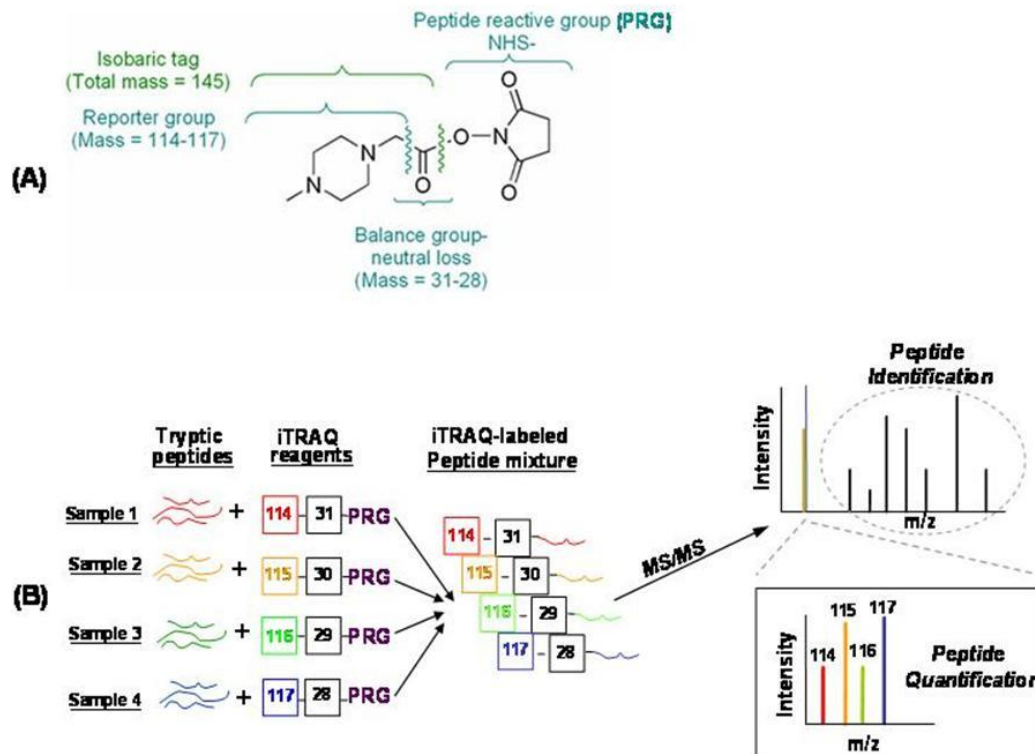 Peptide reactive group (PRG)
NHS-
Isobaric tag
(Total mass = 145)
Reporter group
(Mass = 114-117)
O
N
O
N
N
O
O
(A)
Balance group-
neutral loss
(Mass = 31-28)
Peptide
Identification
Intensity
m/z
Tryptic
peptides
iTRAQ
reagents
iTRAQ-labeled
Peptide mixture
Sample 1 + 114 - 31 -PRG
Sample 2 + 115 - 30 -PRG
Sample 3 + 116 - 29 -PRG
Sample 4 + 117 - 28 -PRG
(B)
114 - 31
115 - 30
116 - 29
117 - 28
MS/MS
114
115
116
117
Intensity
m/z
Peptide
Quantification